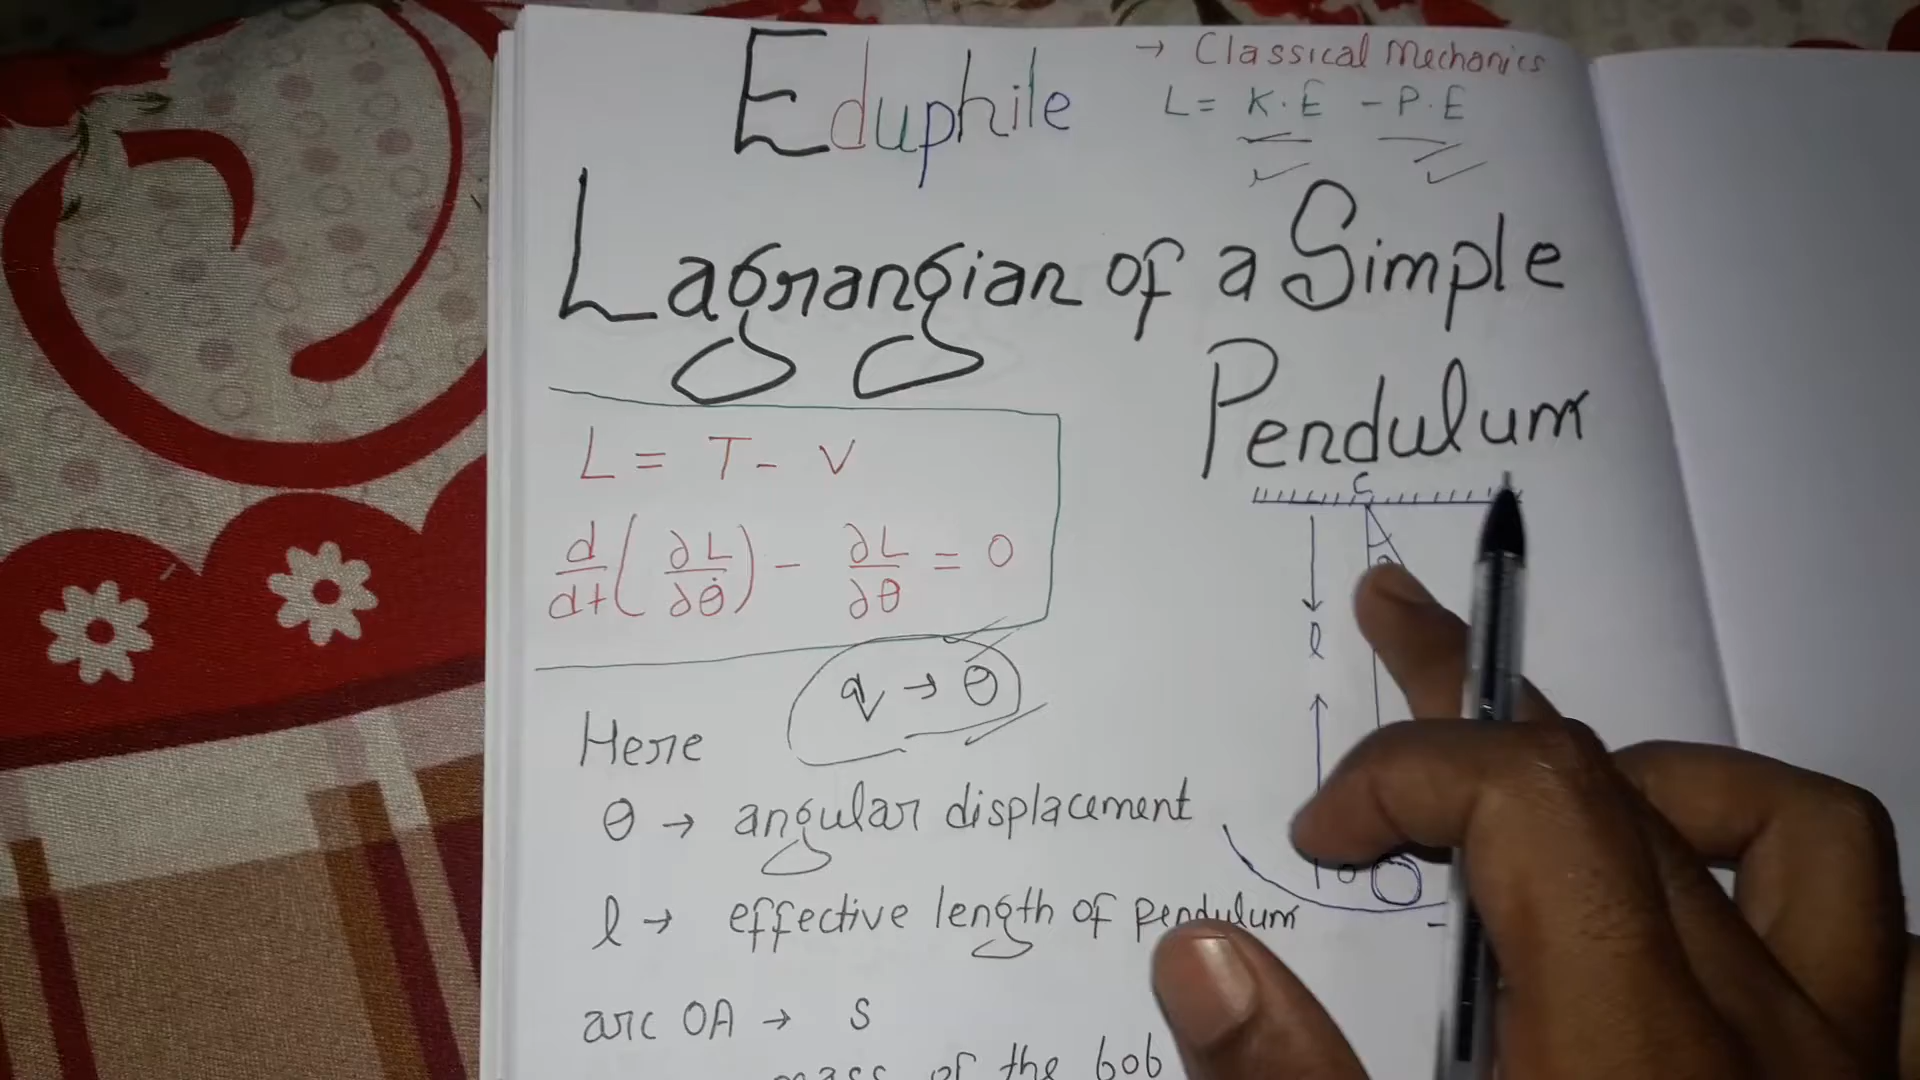 Eduphile
→ Classical Mechanics
L = K.E - P.E
Lagrangian of a Simple
Pendulum
L = T - V
d/dt (∂L/∂θ̇) - ∂L/∂θ = 0
q → θ
C
θ
l
O
Here
θ → angular displacement
l → effective length of pendulum
arc OA → s
mass of the bob